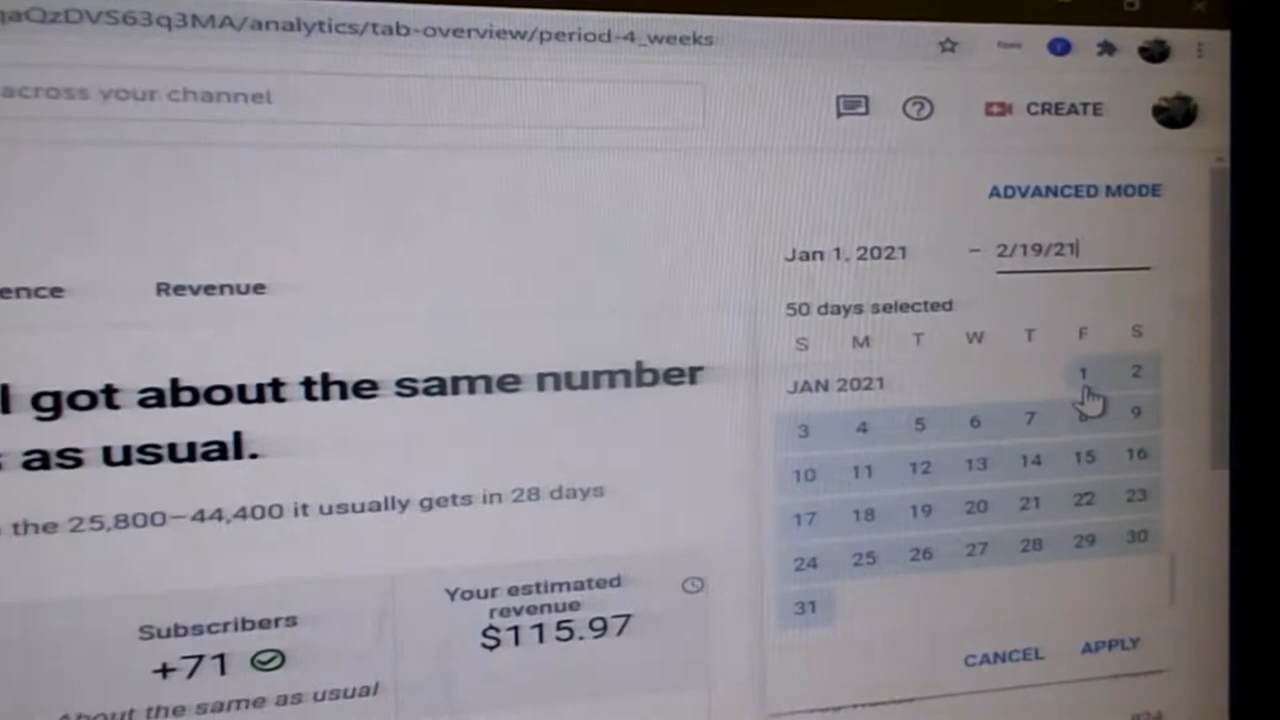 qaQzDVS63q3MA/analytics/tab-overview/period-4_weeks
across your channel
CREATE
ADVANCED MODE
Jan 1, 2021 – 2/19/21
ence Revenue
50 days selected
S M T W T F S
JAN 2021 1 2
3 4 5 6 7 8 9
10 11 12 13 14 15 16
17 18 19 20 21 22 23
24 25 26 27 28 29 30
31
I got about the same number
s as usual.
the 25,800–44,400 it usually gets in 28 days
Subscribers
+71
About the same as usual
Your estimated
revenue
$115.97
CANCEL APPLY